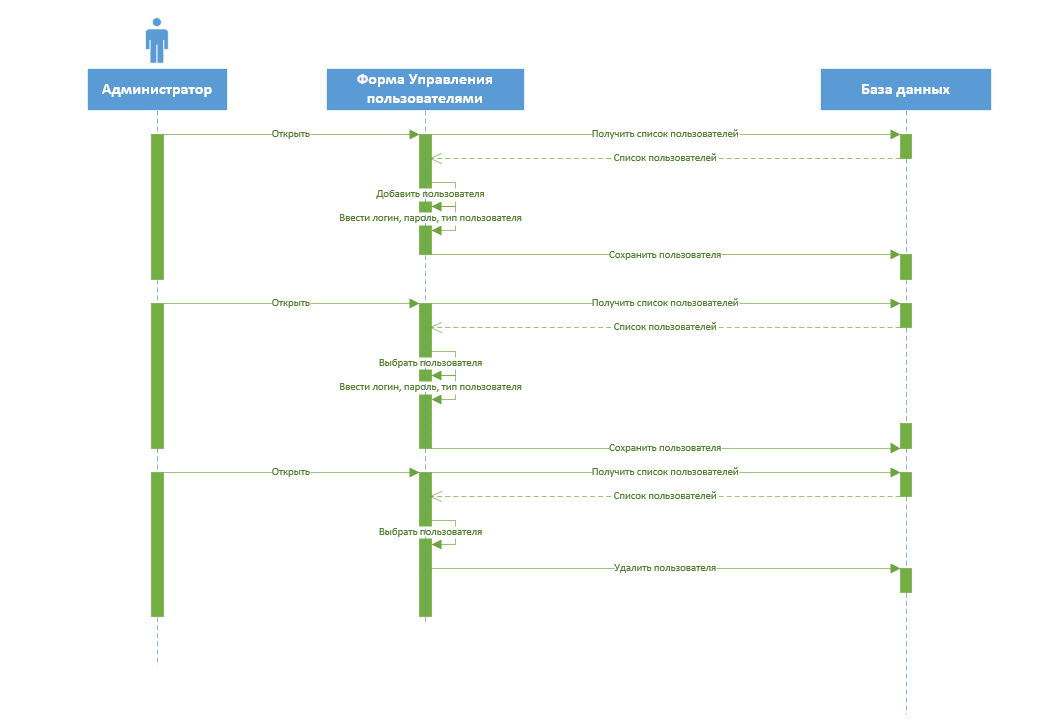 Администратор
Форма Управления
пользователями
База данных
Открыть
Получить список пользователей
Список пользователей
Добавить пользователя
Ввести логин, пароль, тип пользователя
Сохранить пользователя
Открыть
Получить список пользователей
Список пользователей
Выбрать пользователя
Ввести логин, пароль, тип пользователя
Сохранить пользователя
Открыть
Получить список пользователей
Список пользователей
Выбрать пользователя
Удалить пользователя